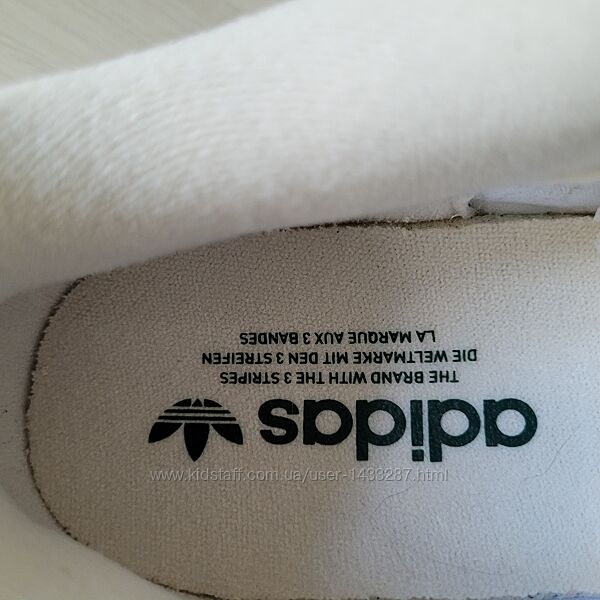 adidas
THE BRAND WITH THE 3 STRIPES
DIE WELTMARKE MIT DEN 3 STREIFEN
LA MARQUE AUX 3 BANDES
www.kidstaff.com.ua/user-1433287.html